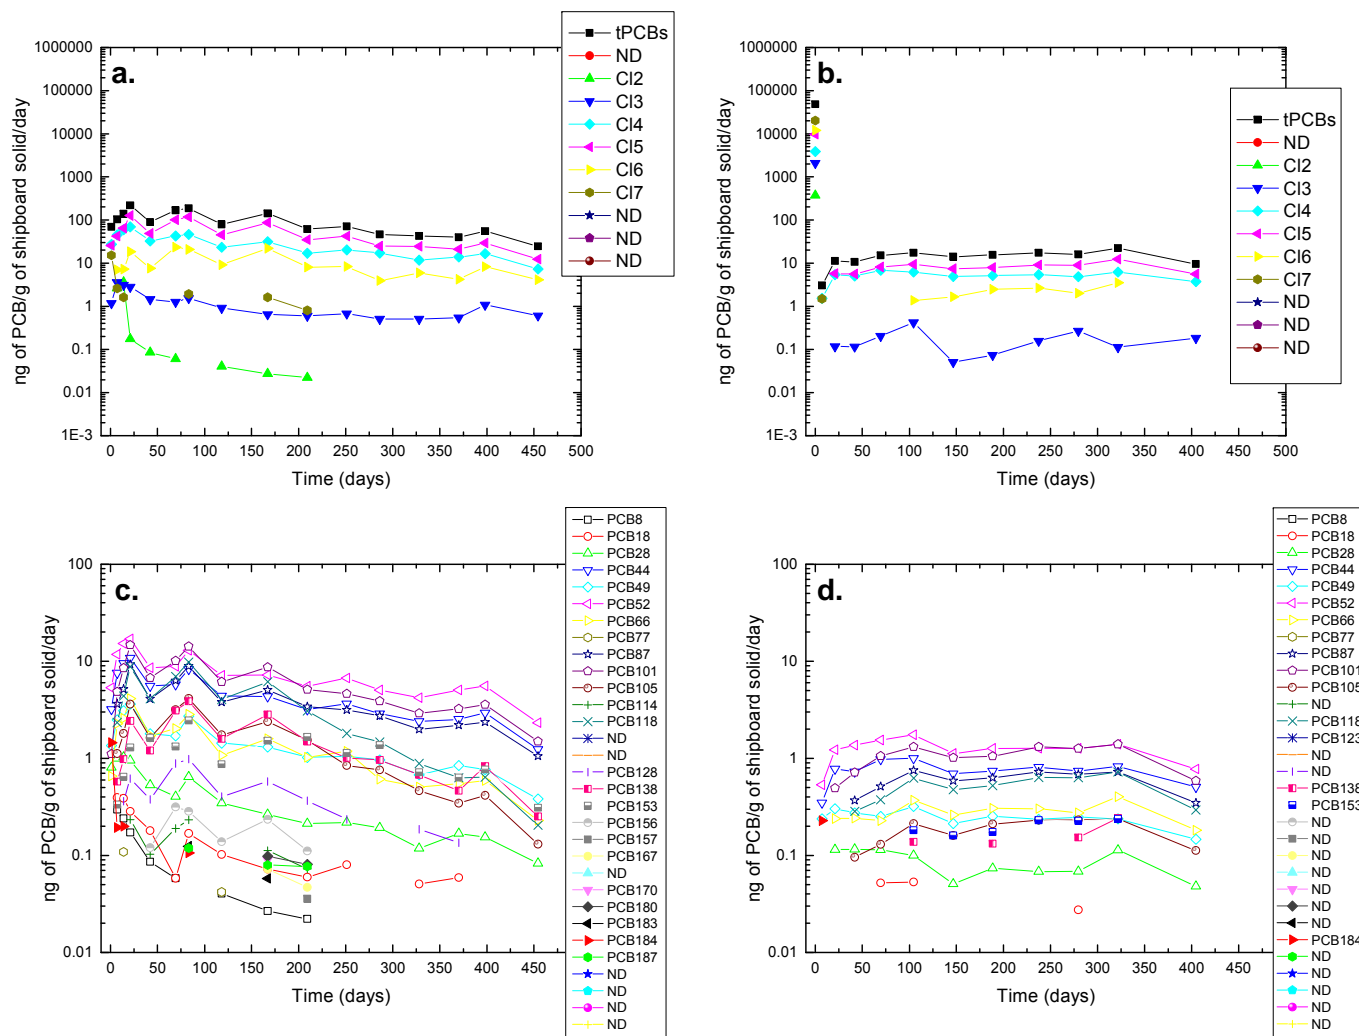 a.
1000000
100000
10000
1000
100
10
1
0.1
0.01
1E-3
ng of PCB/g of shipboard solid/day
0 50 100 150 200 250 300 350 400 450 500
Time (days)
tPCBs
ND
Cl2
Cl3
Cl4
Cl5
Cl6
Cl7
ND
ND
ND
b.
1000000
100000
10000
1000
100
10
1
0.1
0.01
1E-3
ng of PCB/g of shipboard solid/day
0 50 100 150 200 250 300 350 400 450 500
Time (days)
tPCBs
ND
Cl2
Cl3
Cl4
Cl5
Cl6
Cl7
ND
ND
ND
c.
100
10
1
0.1
0.01
ng of PCB/g of shipboard solid/day
0 50 100 150 200 250 300 350 400 450
Time (days)
PCB8
PCB18
PCB28
PCB44
PCB49
PCB52
PCB66
PCB77
PCB87
PCB101
PCB105
PCB114
PCB118
ND
ND
PCB128
PCB138
PCB153
PCB156
PCB157
PCB167
ND
PCB170
PCB180
PCB183
PCB184
PCB187
ND
ND
ND
ND
d.
100
10
1
0.1
0.01
ng of PCB/g of shipboard solid/day
0 50 100 150 200 250 300 350 400 450
Time (days)
PCB8
PCB18
PCB28
PCB44
PCB49
PCB52
PCB66
PCB77
PCB87
PCB101
PCB105
ND
PCB118
PCB123
ND
ND
PCB138
PCB153
ND
ND
ND
ND
ND
ND
ND
PCB184
ND
ND
ND
ND
ND